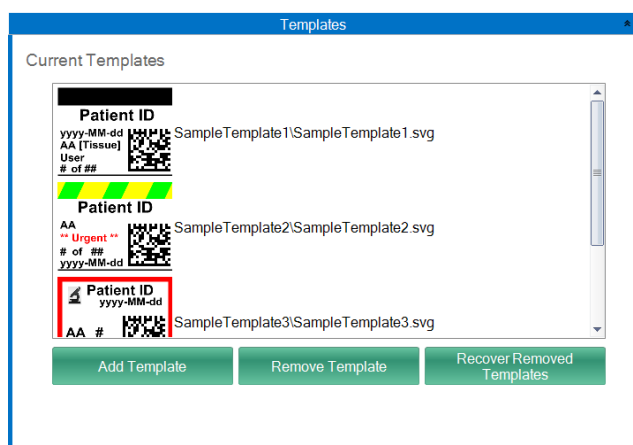 Templates
Current Templates
Patient ID
yyyy-MM-dd
AA [Tissue]
User
# of ##
SampleTemplate1\SampleTemplate1.svg
Patient ID
AA
** Urgent **
# of ##
yyyy-MM-dd
SampleTemplate2\SampleTemplate2.svg
Patient ID
yyyy-MM-dd
AA #
SampleTemplate3\SampleTemplate3.svg
Add Template
Remove Template
Recover Removed
Templates